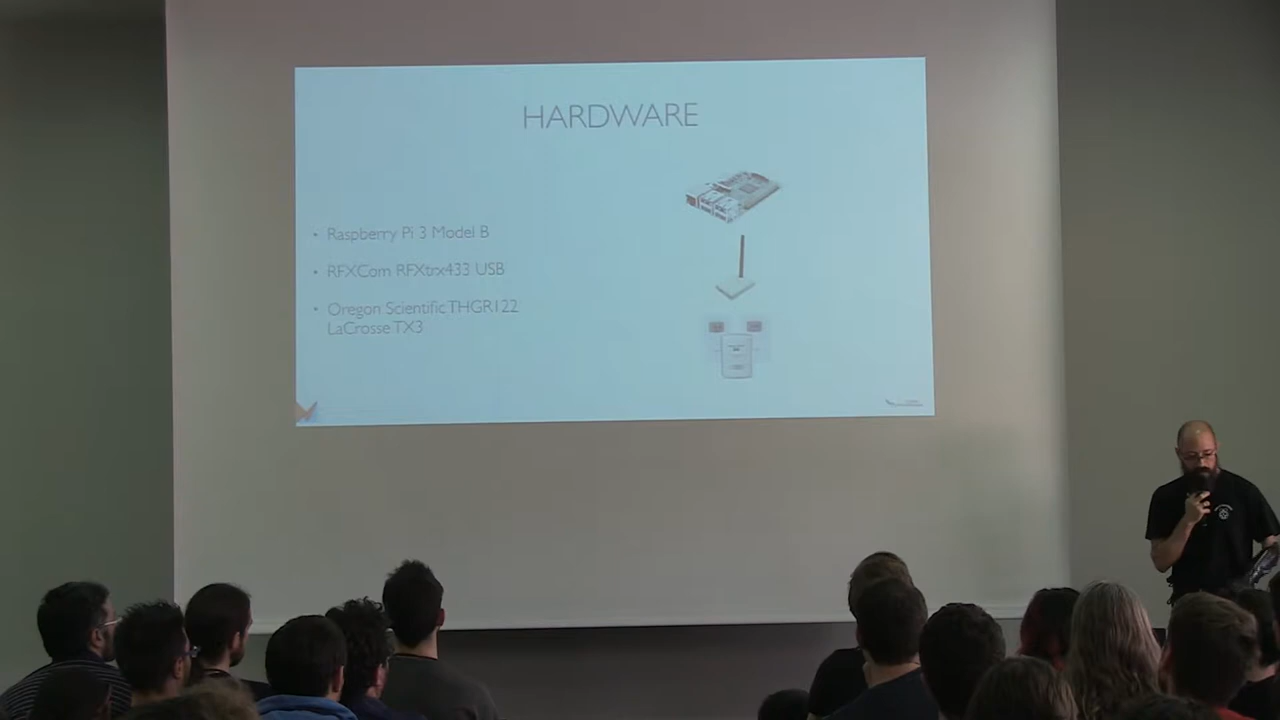 HARDWARE
• Raspberry Pi 3 Model B
• RFXCom RFXtrx433 USB
• Oregon Scientific THGR122
LaCrosse TX3